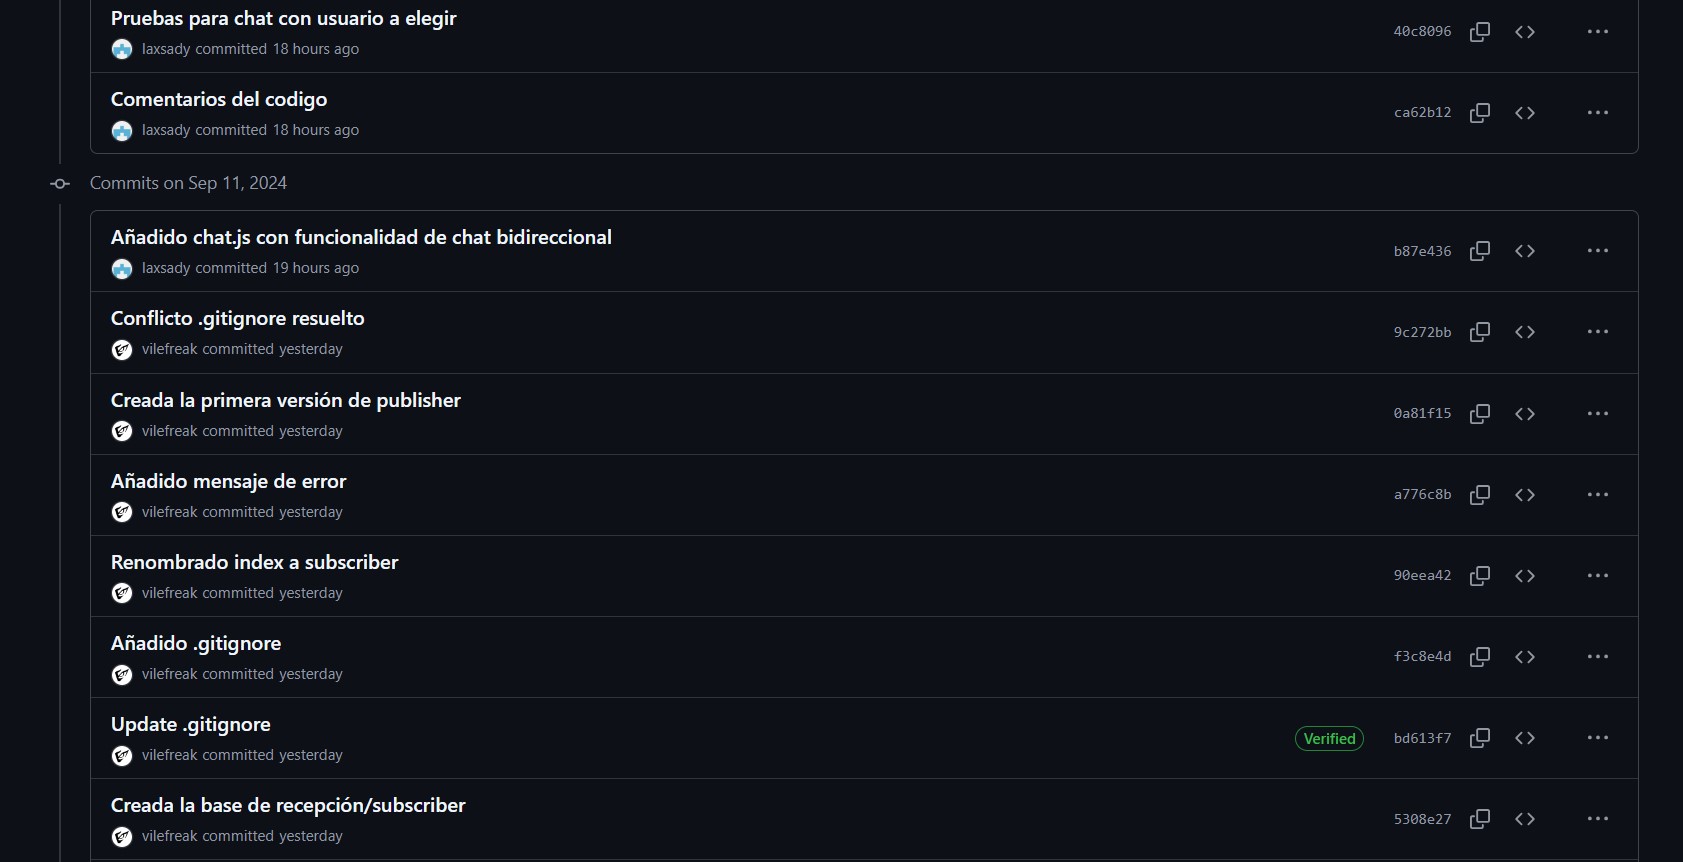 Pruebas para chat con usuario a elegir
laxsady committed 18 hours ago
40c8096
Comentarios del codigo
laxsady committed 18 hours ago
ca62b12
Commits on Sep 11, 2024
Añadido chat.js con funcionalidad de chat bidireccional
laxsady committed 19 hours ago
b87e436
Conflicto .gitignore resuelto
vilefreak committed yesterday
9c272bb
Creada la primera versión de publisher
vilefreak committed yesterday
0a81f15
Añadido mensaje de error
vilefreak committed yesterday
a776c8b
Renombrado index a subscriber
vilefreak committed yesterday
90eea42
Añadido .gitignore
vilefreak committed yesterday
f3c8e4d
Update .gitignore
vilefreak committed yesterday
Verified
bd613f7
Creada la base de recepción/subscriber
vilefreak committed yesterday
5308e27